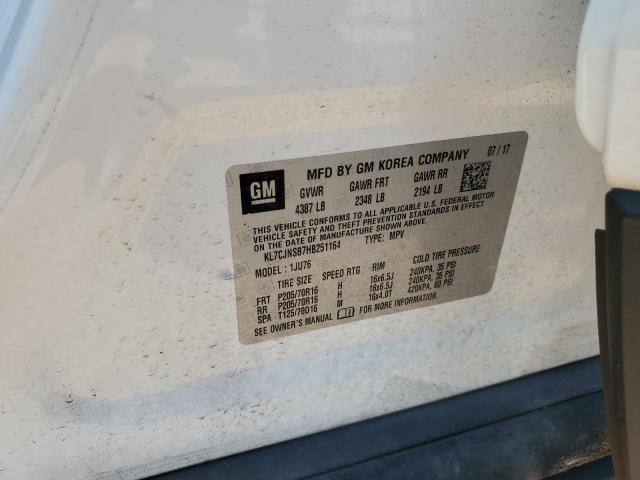 GM
MFD BY GM KOREA COMPANY 07/17
GVWR GAWR FRT GAWR RR
4387 LB 2348 LB 2194 LB
THIS VEHICLE CONFORMS TO ALL APPLICABLE U.S. FEDERAL MOTOR
VEHICLE SAFETY AND THEFT PREVENTION STANDARDS IN EFFECT
ON THE DATE OF MANUFACTURE SHOWN ABOVE.
KL7CJNSB7HB251164 TYPE: MPV
MODEL: 1JU76
TIRE SIZE SPEED RTG RIM COLD TIRE PRESSURE
FRT P205/70R16 H 16x6.5J 240KPA, 35 PSI
RR P205/70R16 H 16x6.5J 240KPA, 35 PSI
SPA T125/70D16 M 16x4.0T 420KPA, 60 PSI
SEE OWNER'S MANUAL FOR MORE INFORMATION